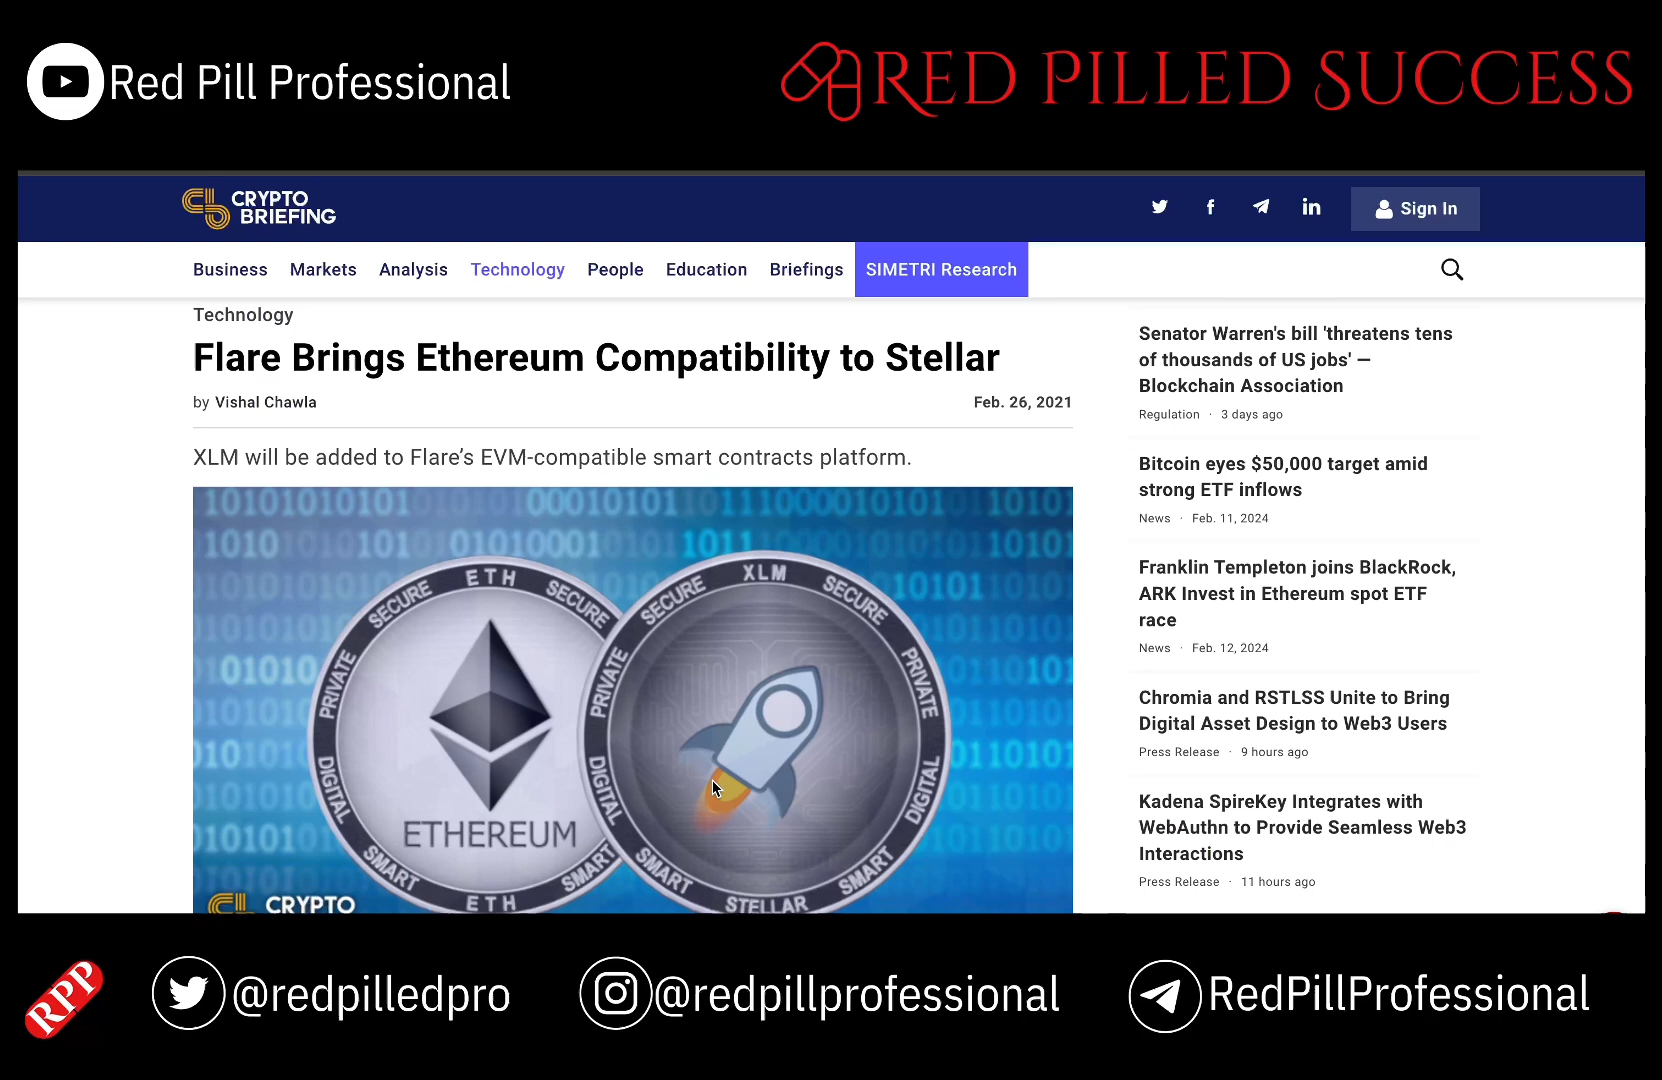 Red Pill Professional
RED PILLED SUCCESS
CRYPTO
BRIEFING
Sign In
Business Markets Analysis Technology People Education Briefings SIMETRI Research
Technology
Flare Brings Ethereum Compatibility to Stellar
by Vishal Chawla Feb. 26, 2021
XLM will be added to Flare’s EVM-compatible smart contracts platform.
ETH
SECURE
SECURE
PRIVATE
DIGITAL
SMART
SMART
ETH
ETHEREUM
XLM
SECURE
SECURE
PRIVATE
PRIVATE
DIGITAL
DIGITAL
SMART
SMART
STELLAR
CRYPTO
Senator Warren's bill 'threatens tens
of thousands of US jobs' —
Blockchain Association
Regulation · 3 days ago
Bitcoin eyes $50,000 target amid
strong ETF inflows
News · Feb. 11, 2024
Franklin Templeton joins BlackRock,
ARK Invest in Ethereum spot ETF
race
News · Feb. 12, 2024
Chromia and RSTLSS Unite to Bring
Digital Asset Design to Web3 Users
Press Release · 9 hours ago
Kadena SpireKey Integrates with
WebAuthn to Provide Seamless Web3
Interactions
Press Release · 11 hours ago
RPP
@redpilledpro
@redpillprofessional
RedPillProfessional